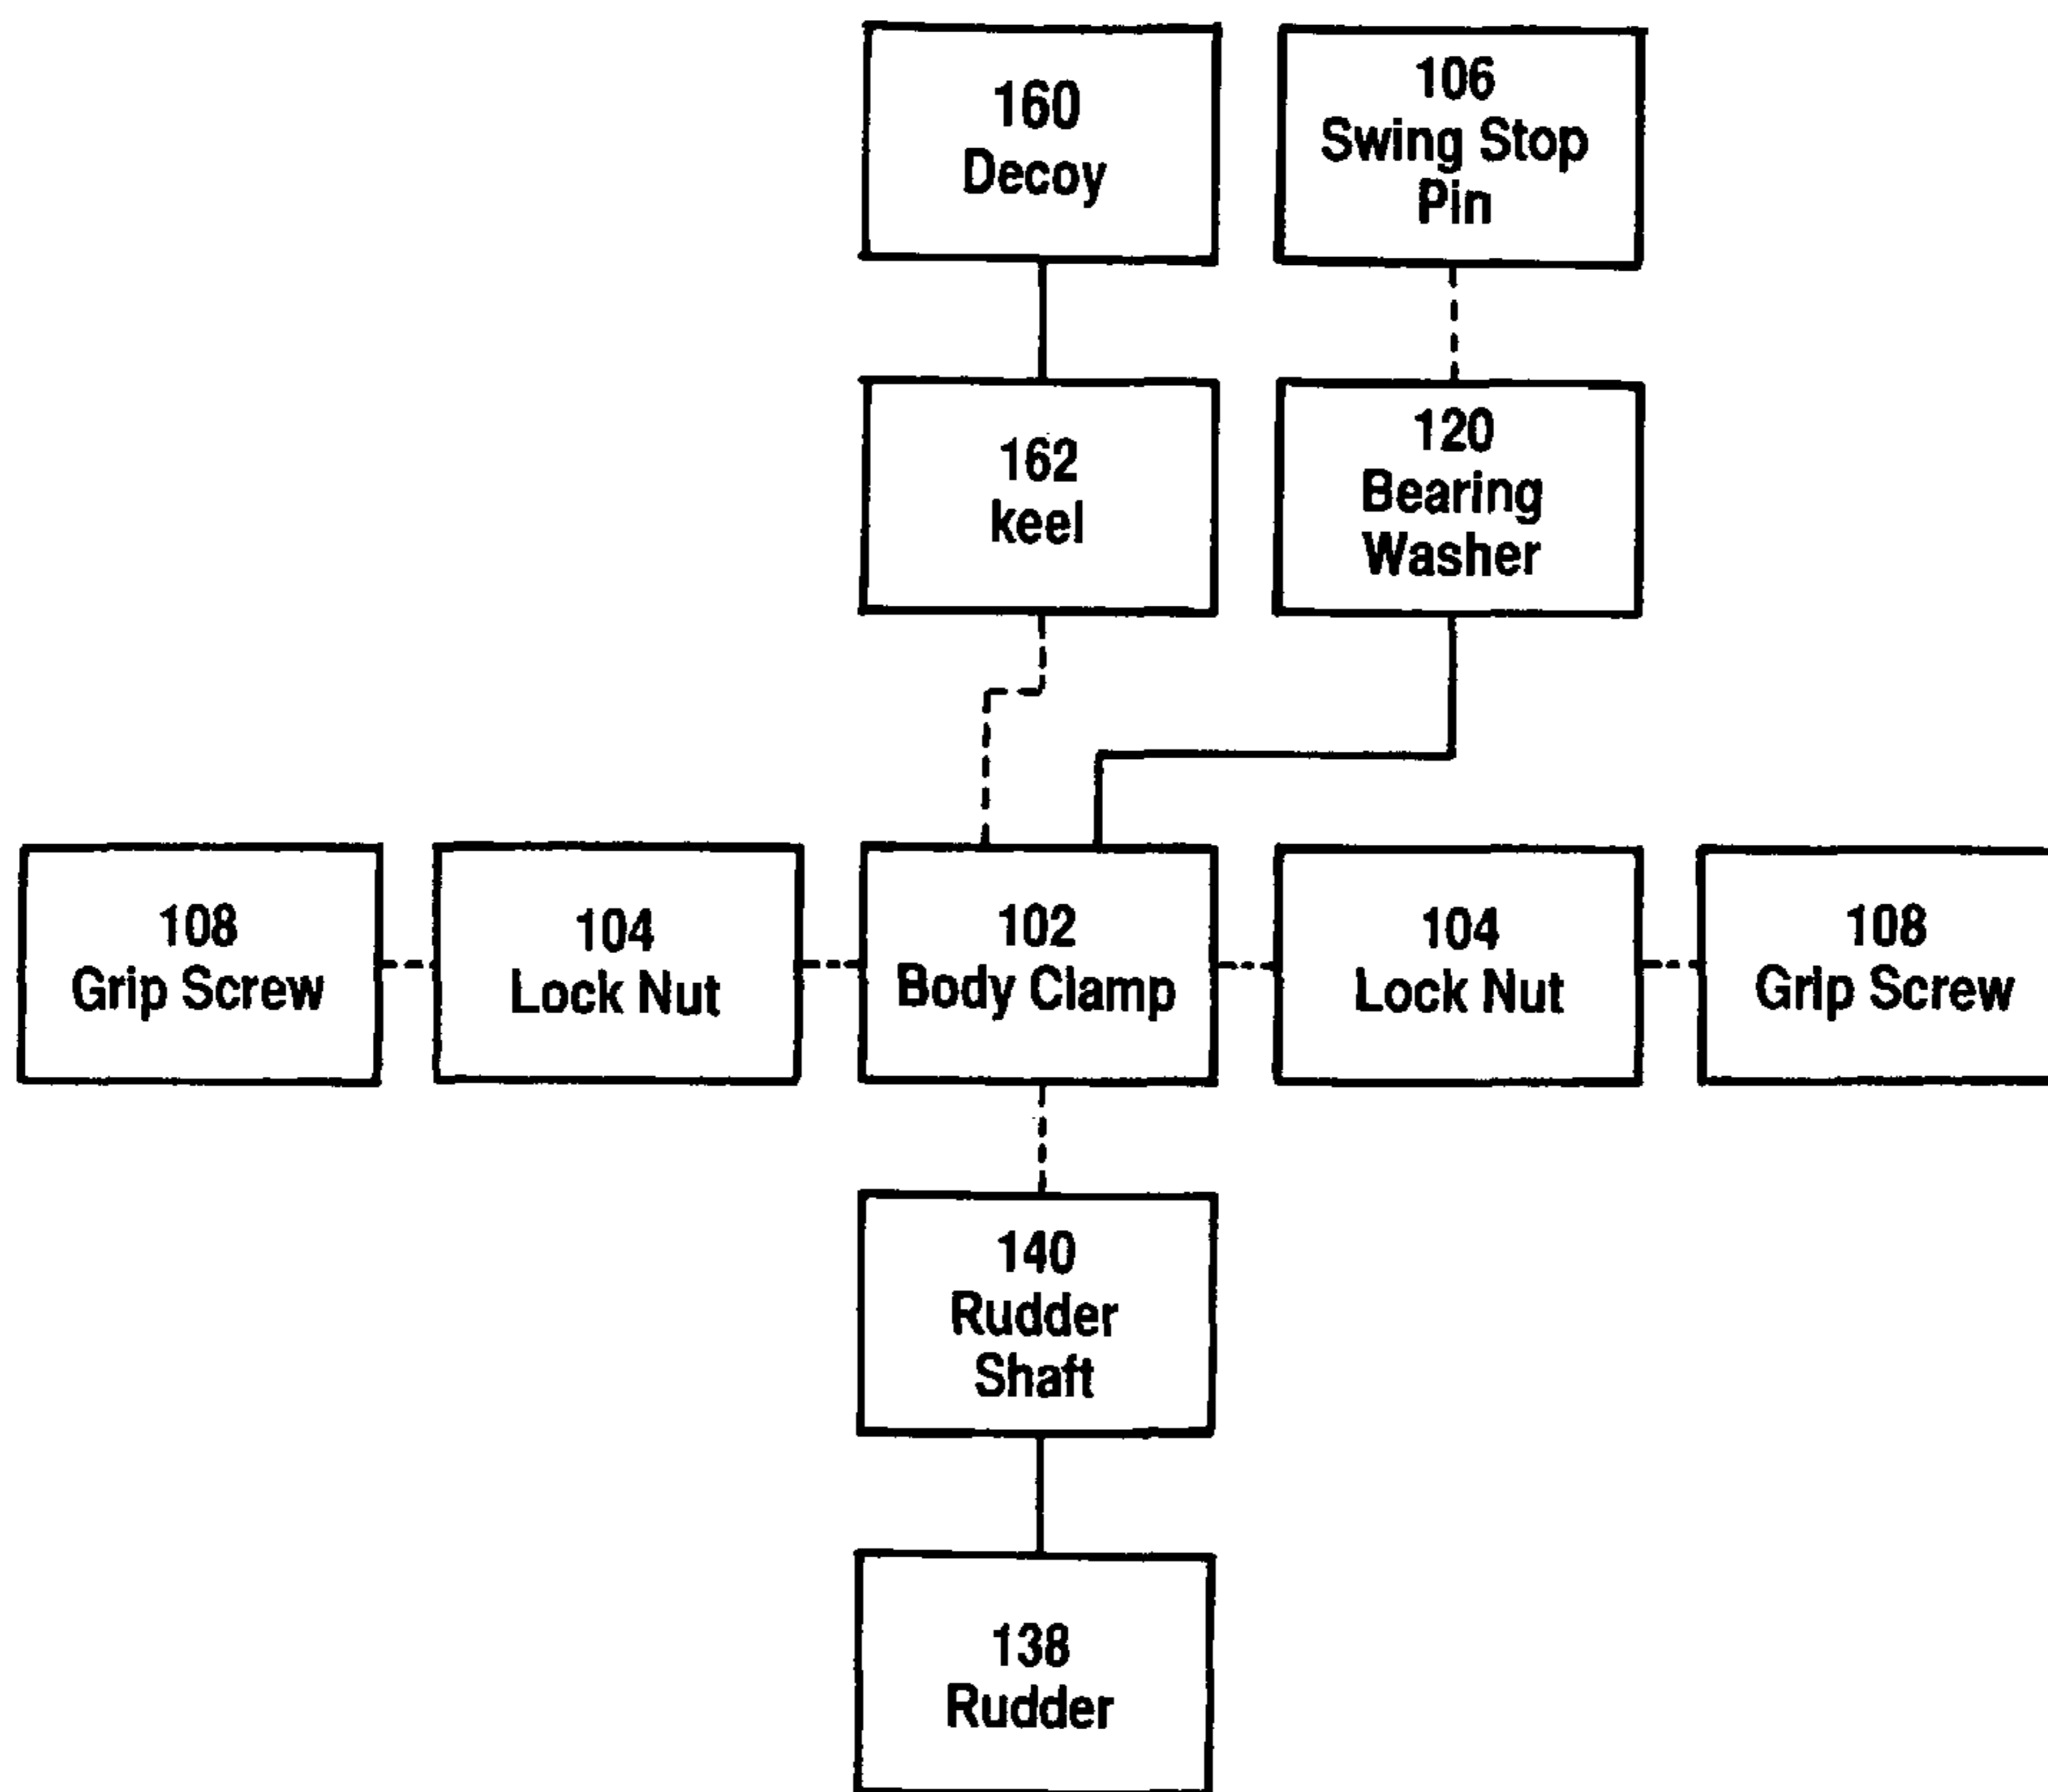 160
Decoy
106
Swing Stop
Pin
162
keel
120
Bearing
Washer
108
Grip Screw
104
Lock Nut
102
Body Clamp
104
Lock Nut
108
Grip Screw
140
Rudder
Shaft
138
Rudder